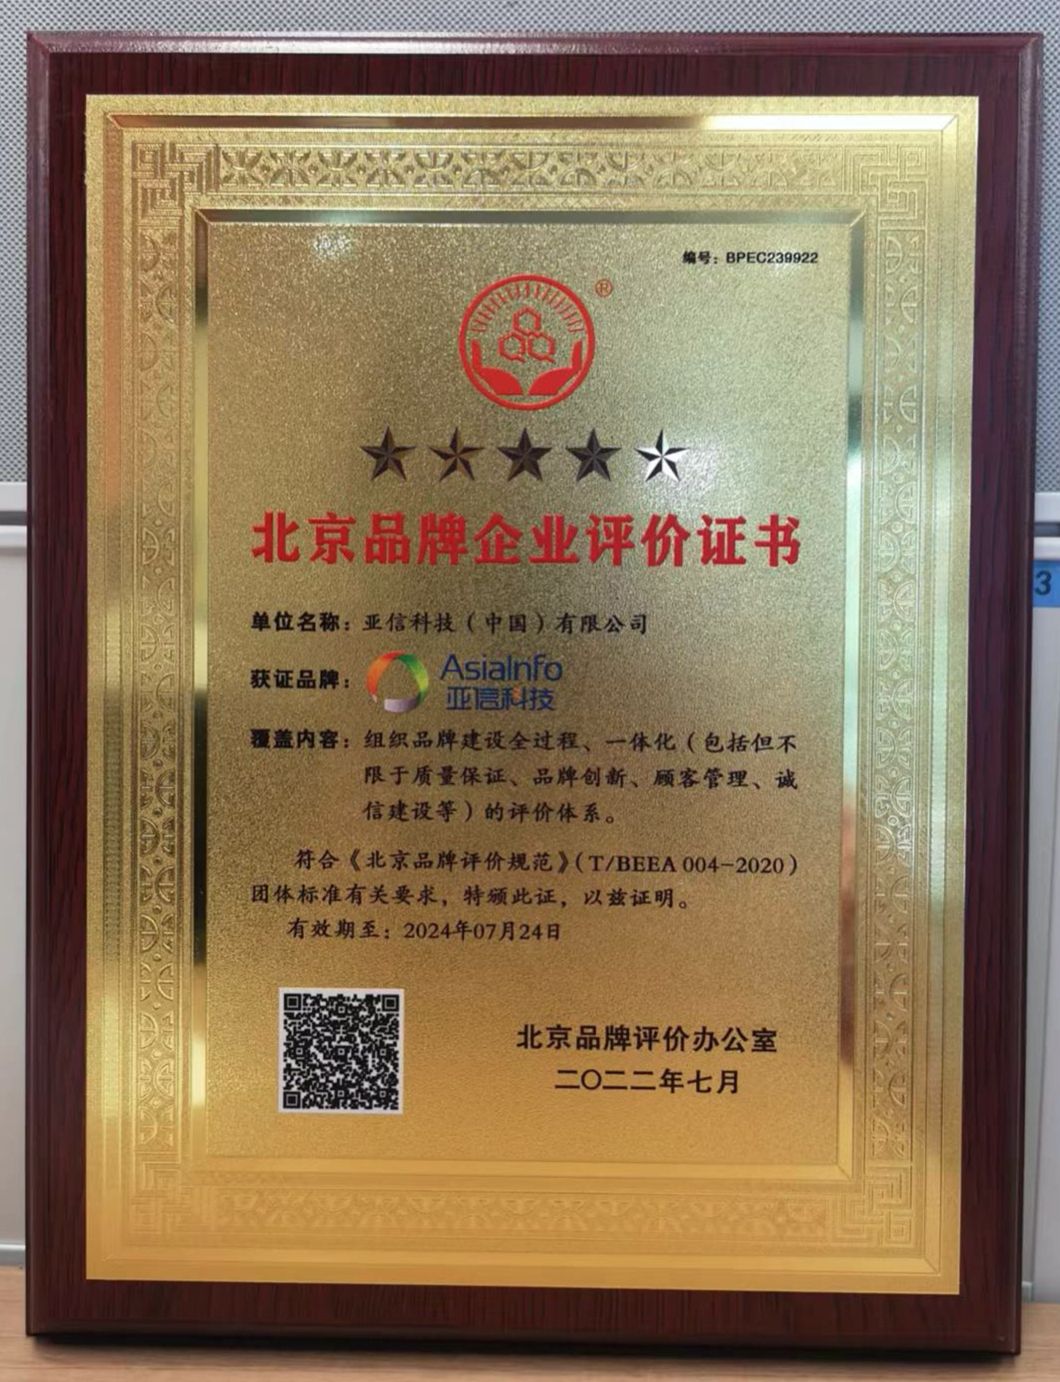 编号：BPEC239922
®
北京品牌企业评价证书
单位名称：亚信科技（中国）有限公司
获证品牌：AsiaInfo
亚信科技
覆盖内容：组织品牌建设全过程、一体化（包括但不
限于质量保证、品牌创新、顾客管理、诚
信建设等）的评价体系。
符合《北京品牌评价规范》（T/BEEA 004-2020）
团体标准有关要求，特颁此证，以兹证明。
有效期至：2024年07月24日
北京品牌评价办公室
二〇二二年七月
3